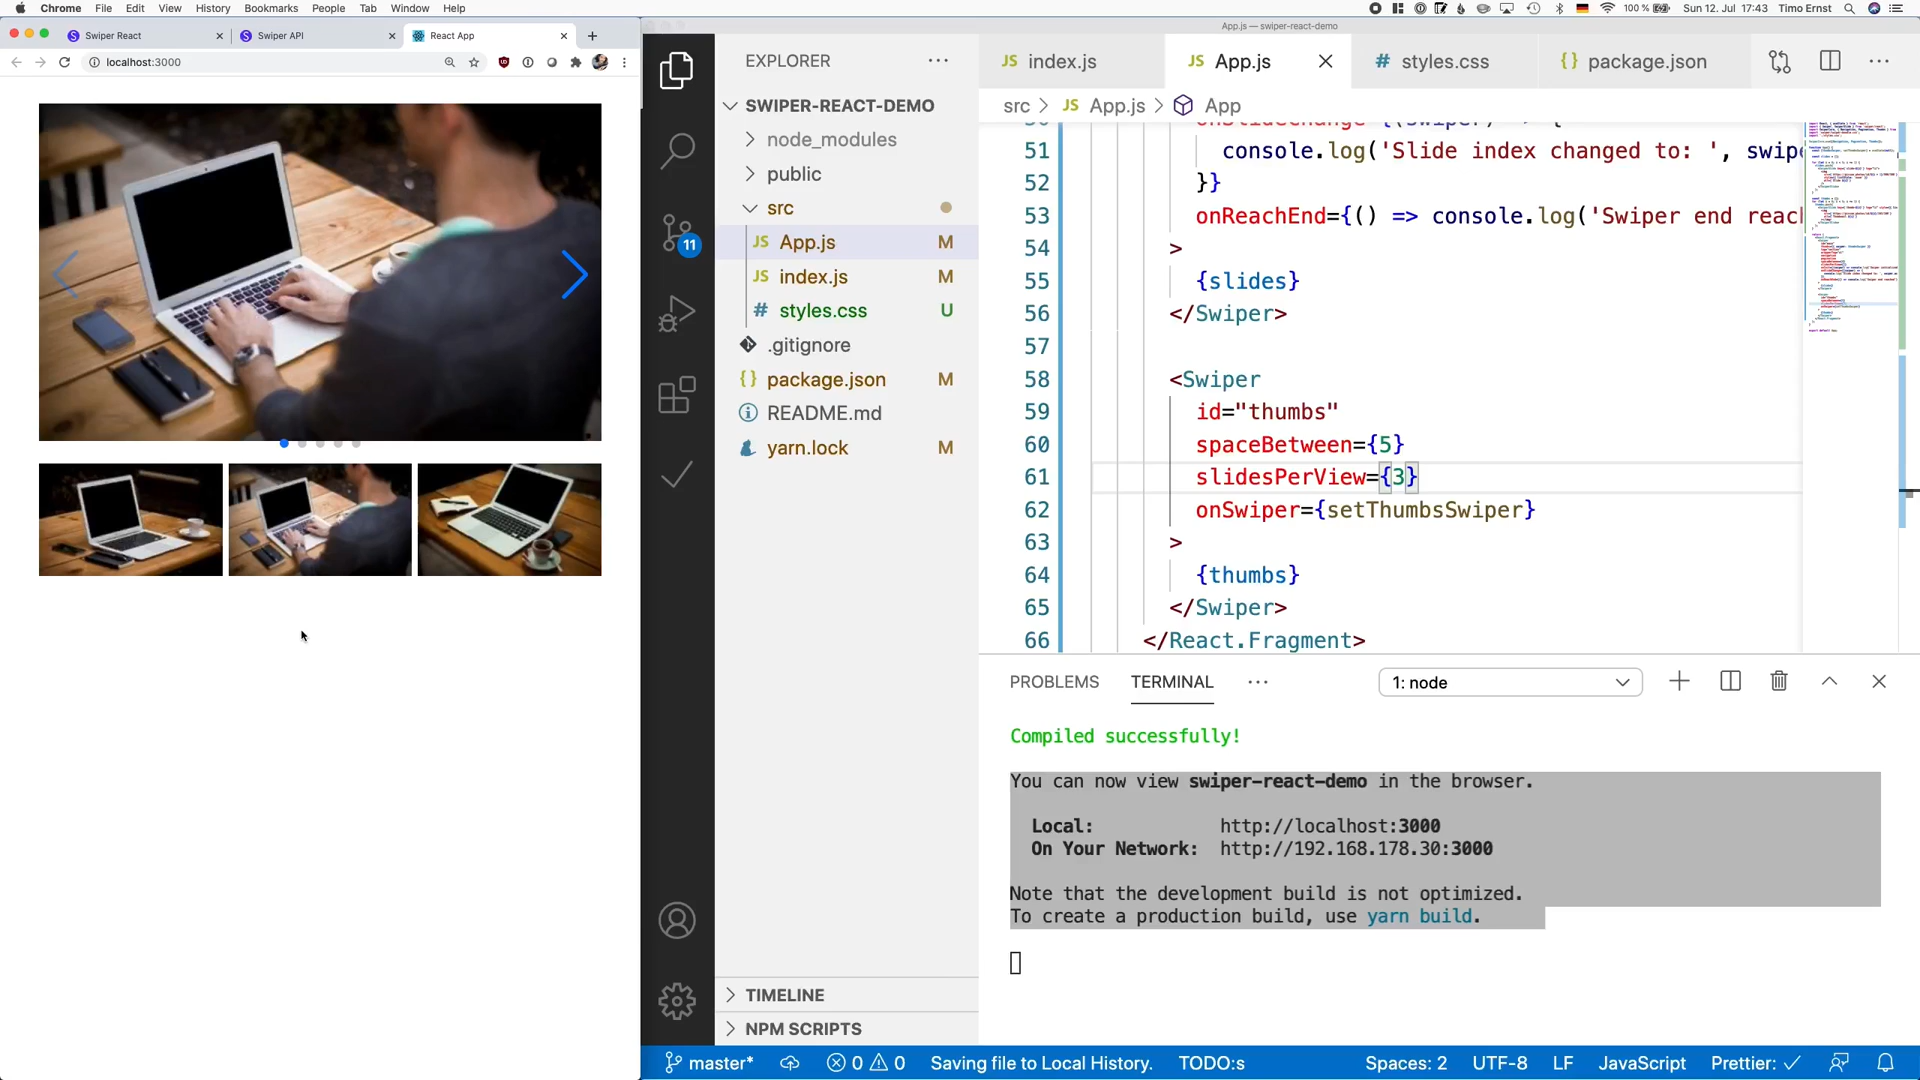 Chrome File Edit View History Bookmarks People Tab Window Help
100 % Sun 12. Jul 17:43 Timo Ernst
Swiper React
Swiper API
React App
localhost:3000
App.js — swiper-react-demo
EXPLORER
SWIPER-REACT-DEMO
node_modules
public
src
JS App.js M
JS index.js M
# styles.css U
.gitignore
{} package.json M
README.md
yarn.lock M
TIMELINE
NPM SCRIPTS
11
JS index.js
JS App.js
# styles.css
{} package.json
src > JS App.js > App
51 console.log('Slide index changed to: ', swipe
52 }}
53 onReachEnd={() => console.log('Swiper end reac
54 >
55 {slides}
56 </Swiper>
57
58 <Swiper
59 id="thumbs"
60 spaceBetween={5}
61 slidesPerView={3}
62 onSwiper={setThumbsSwiper}
63 >
64 {thumbs}
65 </Swiper>
66 </React.Fragment>
PROBLEMS TERMINAL 1: node
Compiled successfully!
You can now view swiper-react-demo in the browser.
Local: http://localhost:3000
On Your Network: http://192.168.178.30:3000
Note that the development build is not optimized.
To create a production build, use yarn build.
master* 0 0 Saving file to Local History. TODO:s Spaces: 2 UTF-8 LF JavaScript Prettier: ✓